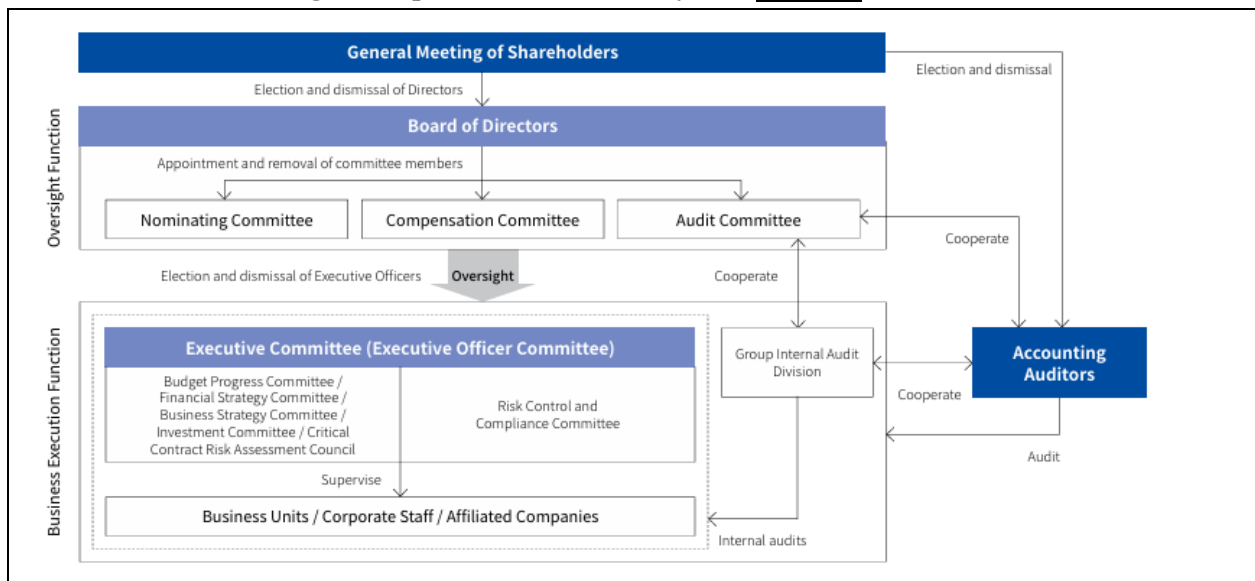 General Meeting of Shareholders
Election and dismissal
Election and dismissal of Directors
Oversight Function
Board of Directors
Appointment and removal of committee members
Nominating Committee
Compensation Committee
Audit Committee
Cooperate
Election and dismissal of Executive Officers
Oversight
Cooperate
Business Execution Function
Executive Committee (Executive Officer Committee)
Budget Progress Committee /
Financial Strategy Committee /
Business Strategy Committee /
Investment Committee / Critical
Contract Risk Assessment Council
Risk Control and
Compliance Committee
Group Internal Audit
Division
Accounting
Auditors
Cooperate
Audit
Supervise
Business Units / Corporate Staff / Affiliated Companies
Internal audits